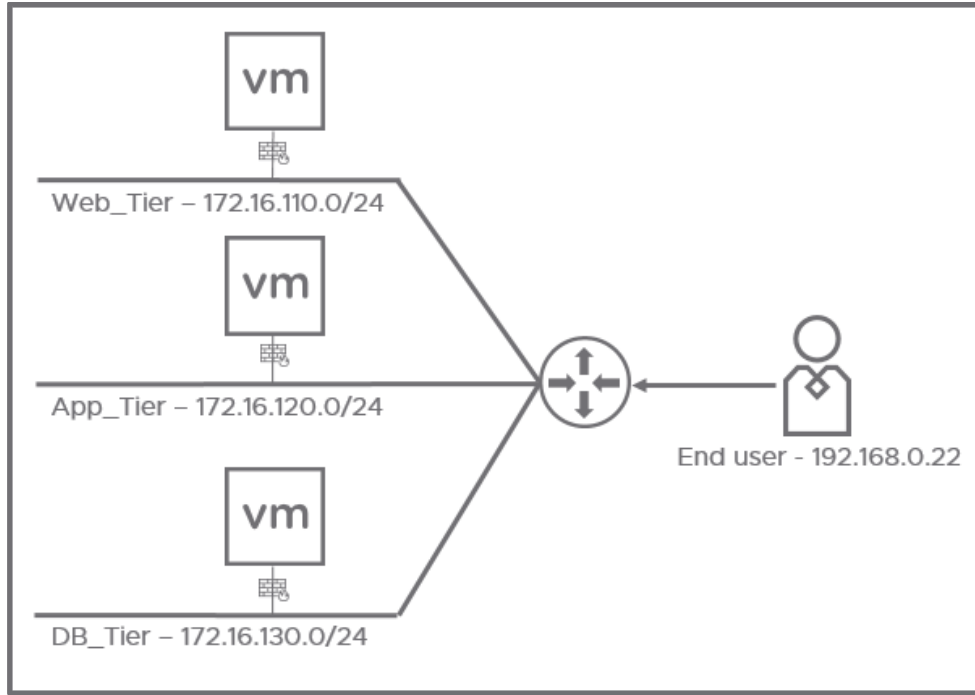 vm
Web_Tier – 172.16.110.0/24
vm
App_Tier – 172.16.120.0/24
End user - 192.168.0.22
vm
DB_Tier – 172.16.130.0/24